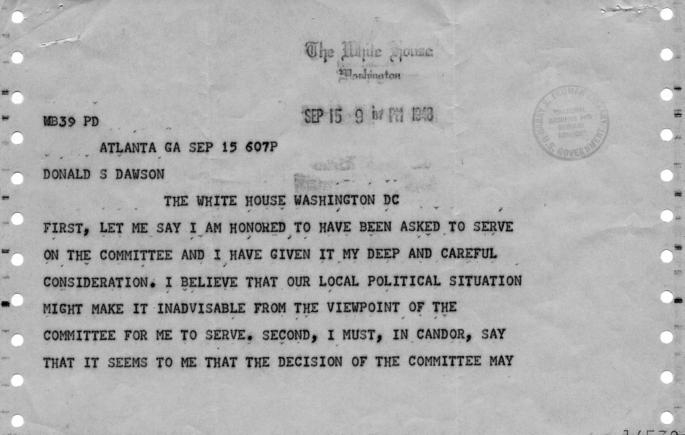 The White House
Washington
SEP 15 9 PM 1948
WB39 PD
ATLANTA GA SEP 15 607P
DONALD S DAWSON
THE WHITE HOUSE WASHINGTON DC
FIRST, LET ME SAY I AM HONORED TO HAVE BEEN ASKED TO SERVE
ON THE COMMITTEE AND I HAVE GIVEN IT MY DEEP AND CAREFUL
CONSIDERATION. I BELIEVE THAT OUR LOCAL POLITICAL SITUATION
MIGHT MAKE IT INADVISABLE FROM THE VIEWPOINT OF THE
COMMITTEE FOR ME TO SERVE. SECOND, I MUST, IN CANDOR, SAY
THAT IT SEEMS TO ME THAT THE DECISION OF THE COMMITTEE MAY